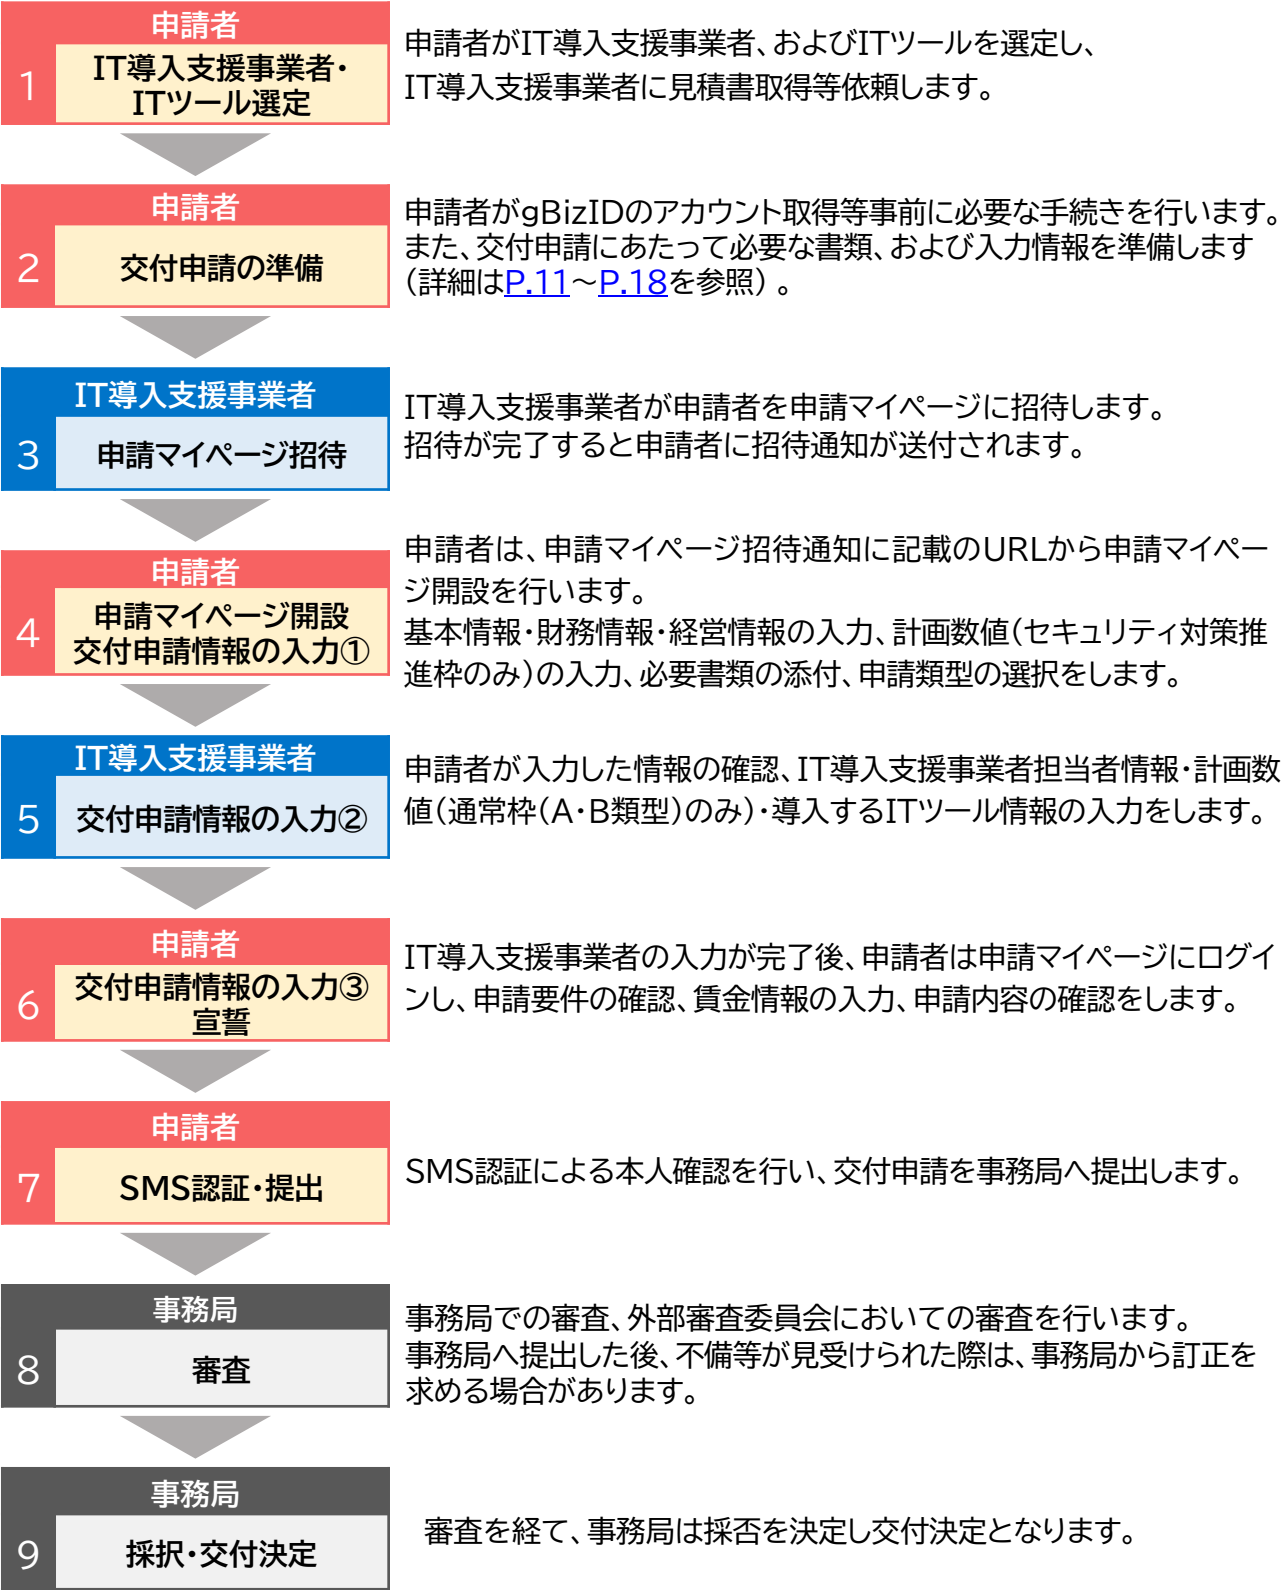 申請者
1
IT導入支援事業者・
ITツール選定
申請者がIT導入支援事業者、およびITツールを選定し、
IT導入支援事業者に見積書取得等依頼します。
申請者
2
交付申請の準備
申請者がgBizIDのアカウント取得等事前に必要な手続きを行います。
また、交付申請にあたって必要な書類、および入力情報を準備します
(詳細はP.11～P.18を参照) 。
IT導入支援事業者
3
申請マイページ招待
IT導入支援事業者が申請者を申請マイページに招待します。
招待が完了すると申請者に招待通知が送付されます。
申請者
4
申請マイページ開設
交付申請情報の入力①
申請者は、申請マイページ招待通知に記載のURLから申請マイペー
ジ開設を行います。
基本情報・財務情報・経営情報の入力、計画数値(セキュリティ対策推
進枠のみ)の入力、必要書類の添付、申請類型の選択をします。
IT導入支援事業者
5
交付申請情報の入力②
申請者が入力した情報の確認、IT導入支援事業者担当者情報・計画数
値(通常枠(A・B類型)のみ)・導入するITツール情報の入力をします。
申請者
6
交付申請情報の入力③
宣誓
IT導入支援事業者の入力が完了後、申請者は申請マイページにログイ
ンし、申請要件の確認、賃金情報の入力、申請内容の確認をします。
申請者
7
SMS認証・提出
SMS認証による本人確認を行い、交付申請を事務局へ提出します。
事務局
8
審査
事務局での審査、外部審査委員会においての審査を行います。
事務局へ提出した後、不備等が見受けられた際は、事務局から訂正を
求める場合があります。
事務局
9
採択・交付決定
審査を経て、事務局は採否を決定し交付決定となります。